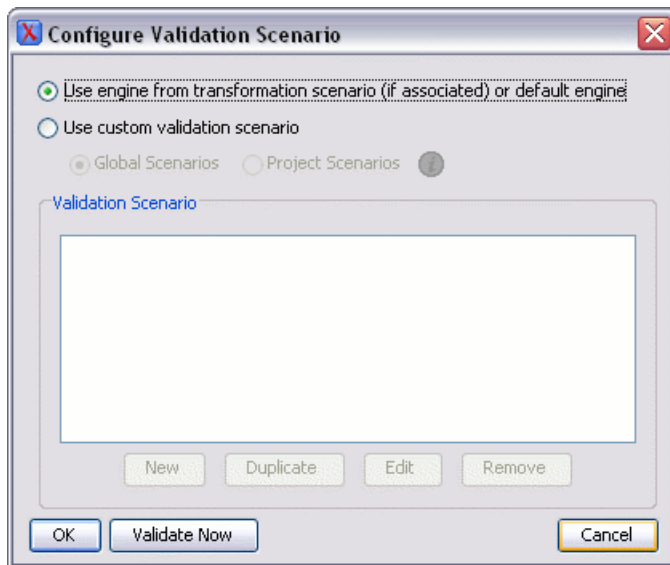 Configure Validation Scenario
Use engine from transformation scenario (if associated) or default engine
Use custom validation scenario
Global Scenarios Project Scenarios i
Validation Scenario
New Duplicate Edit Remove
OK Validate Now Cancel